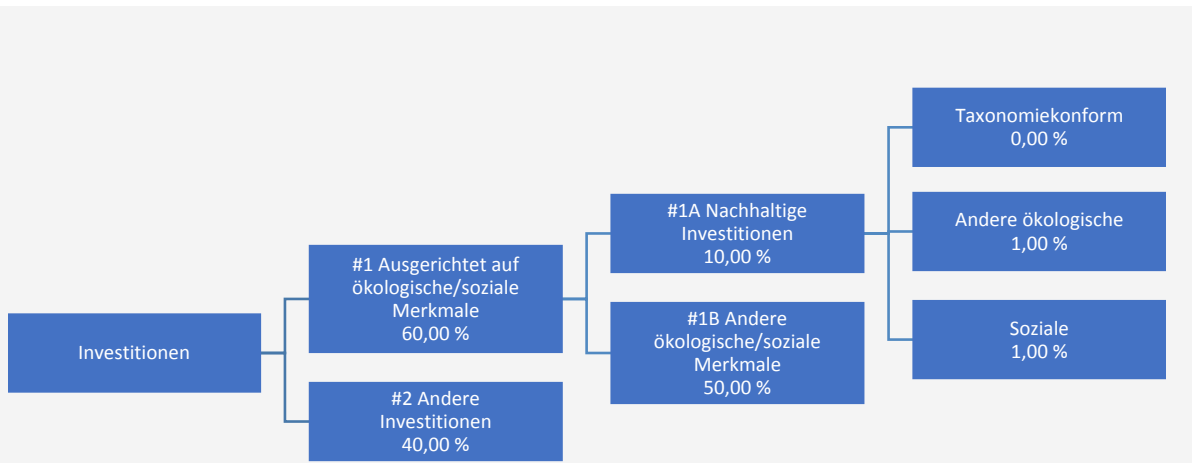 Investitionen
#1 Ausgerichtet auf
ökologische/soziale
Merkmale
60,00 %
#2 Andere
Investitionen
40,00 %
#1A Nachhaltige
Investitionen
10,00 %
#1B Andere
ökologische/soziale
Merkmale
50,00 %
Taxonomiekonform
0,00 %
Andere ökologische
1,00 %
Soziale
1,00 %